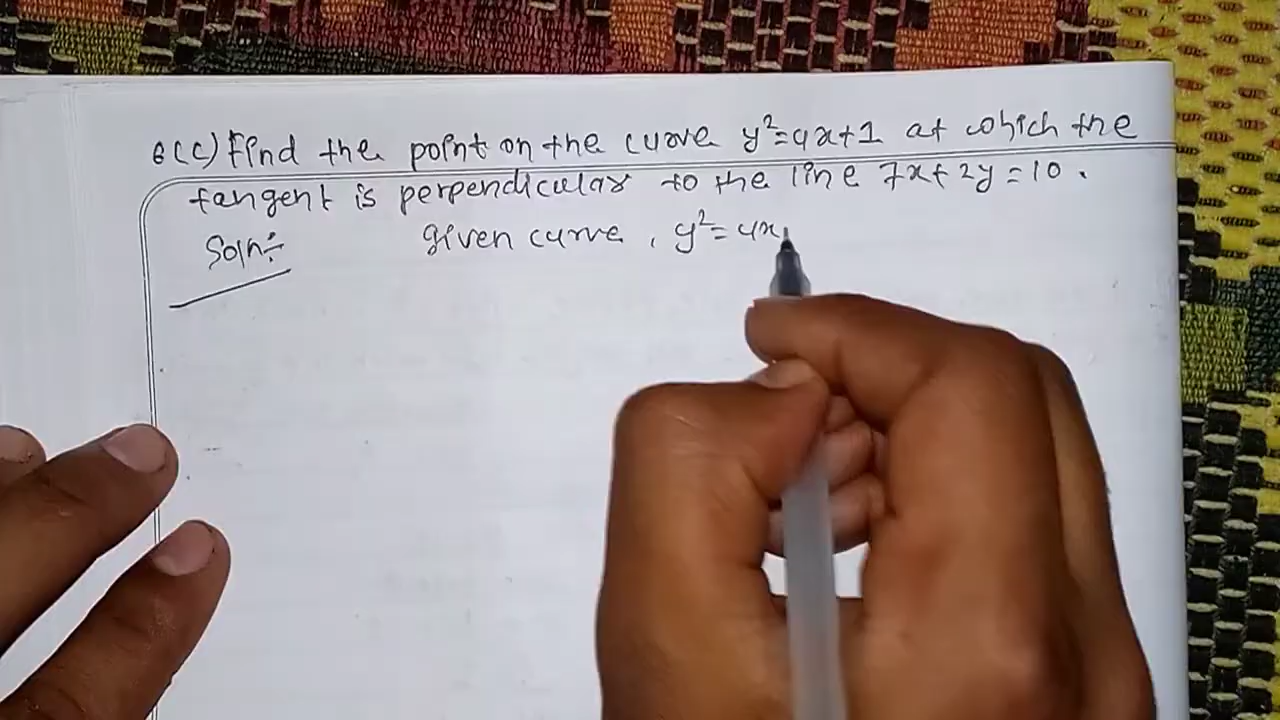 6(c) Find the point on the curve y²=4x+1 at which the
tangent is perpendicular to the line 7x+2y=10.
Soln:- given curve, y²=4x